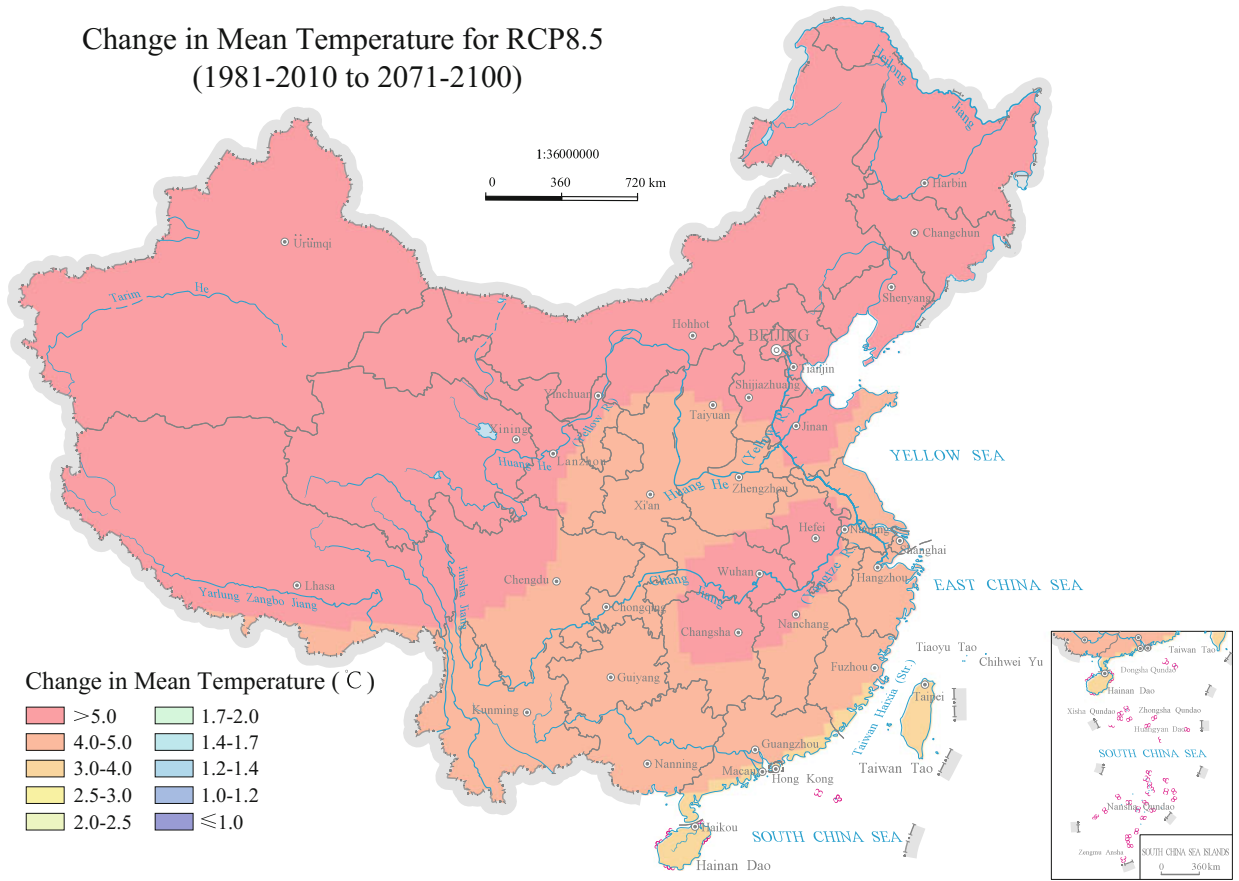 Change in Mean Temperature for RCP8.5
(1981-2010 to 2071-2100)
1:36000000
0 360 720 km
Heilong
Jiang
Harbin
Changchun
Ürümqi
Tarim He
Shenyang
Hohhot
BEIJING
Tianjin
Shijiazhuang
Yinchuan
Taiyuan
(Yellow R.)
Jinan
Xining
Huang He
Lanzhou
(Yellow R.)
YELLOW SEA
Xi'an
Huang He
Zhengzhou
Hefei
Nanjing
Shanghai
Lhasa
Yarlung Zangbo Jiang
Jinsha Jiang
Chengdu
Chang Jiang
Wuhan
(Yangtze R.)
Hangzhou
EAST CHINA SEA
Chongqing
Nanchang
Changsha
Tiaoyu Tao
Chihwei Yu
Fuzhou
Guiyang
Taiwan Haixia (Str.)
Taipei
Kunming
Guangzhou
Nanning
Macao
Hong Kong
Taiwan Tao
Haikou
SOUTH CHINA SEA
Hainan Dao
Change in Mean Temperature (℃)
>5.0
4.0-5.0
3.0-4.0
2.5-3.0
2.0-2.5
1.7-2.0
1.4-1.7
1.2-1.4
1.0-1.2
≤1.0
Taiwan Tao
Dongsha Qundao
Hainan Dao
Xisha Qundao
Zhongsha Qundao
Huangyan Dao
SOUTH CHINA SEA
Nansha Qundao
Zengmu Ansha
SOUTH CHINA SEA ISLANDS
0 360km